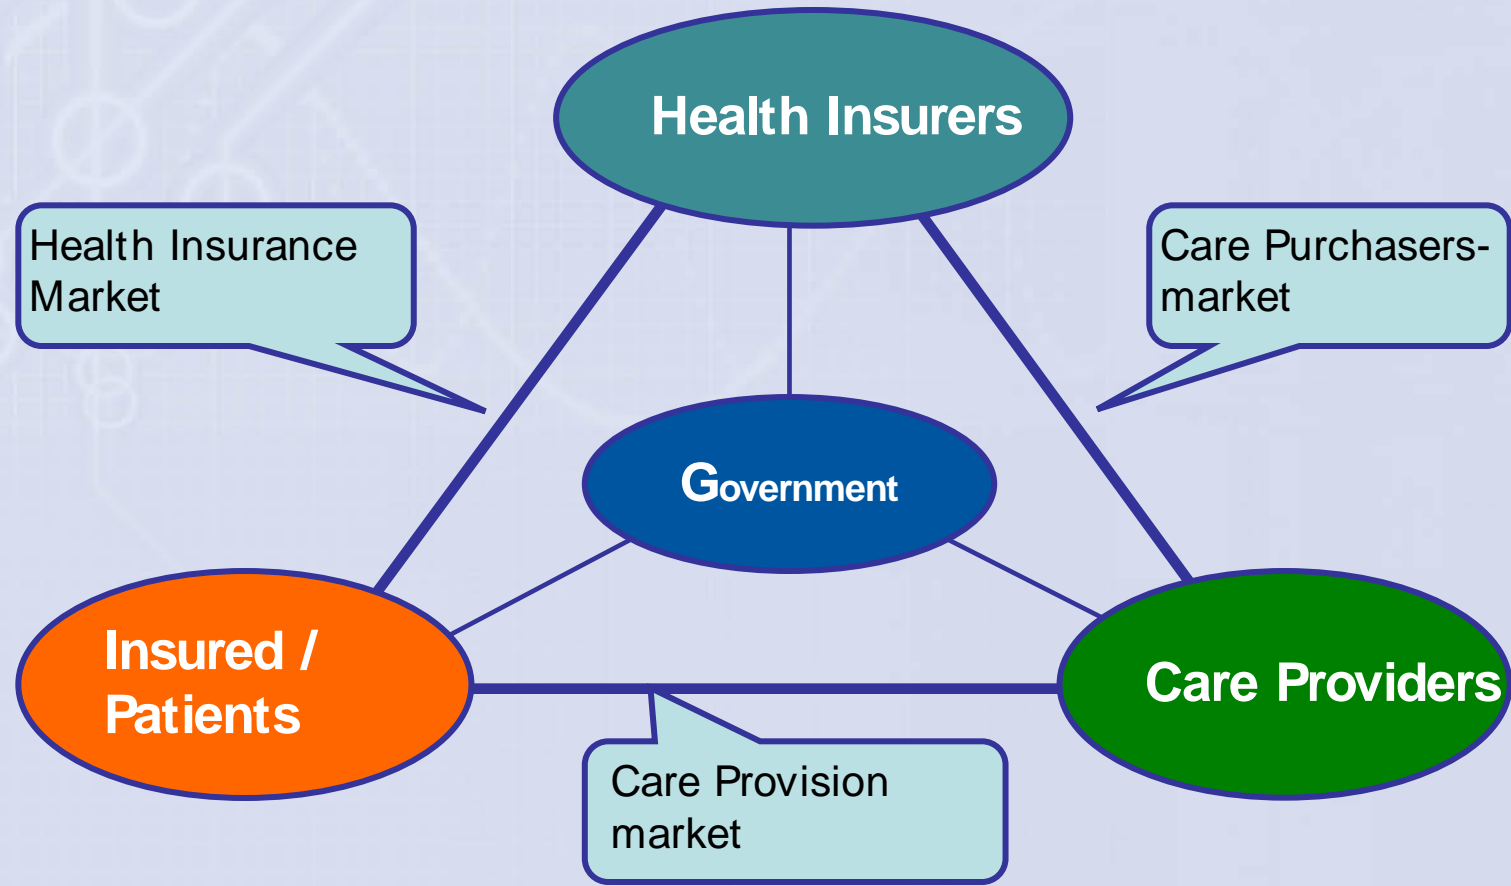 Health Insurers
Health Insurance
Market
Care Purchasers-
market
Government
Insured /
Patients
Care Providers
Care Provision
market